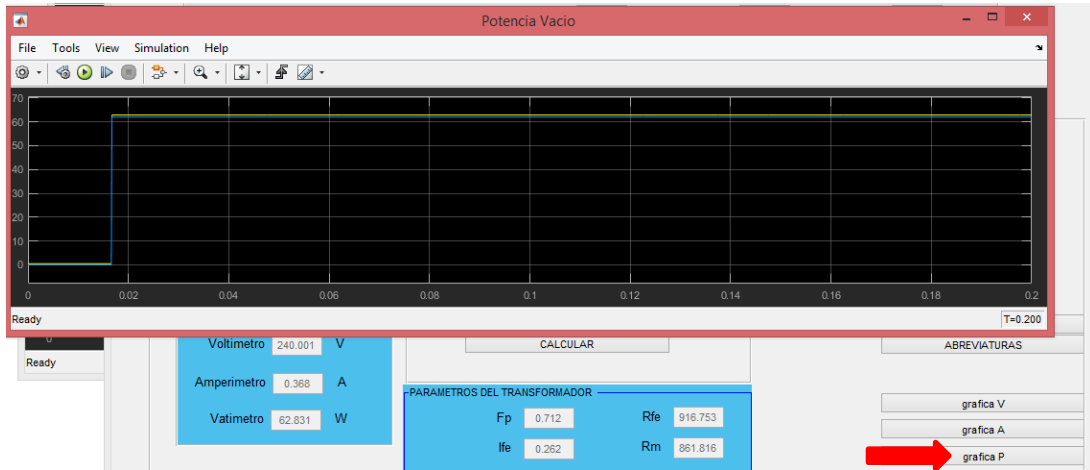 Potencia Vacio
File Tools View Simulation Help
70
60
50
40
30
20
10
0
0 0.02 0.04 0.06 0.08 0.1 0.12 0.14 0.16 0.18 0.2
Ready T=0.200
0
Ready
Voltimetro 240.001 V
CALCULAR
ABREVIATURAS
Amperimetro 0.368 A
PARAMETROS DEL TRANSFORMADOR
Vatimetro 62.831 W
Fp 0.712 Rfe 916.753
Ife 0.262 Rm 861.816
grafica V
grafica A
grafica P